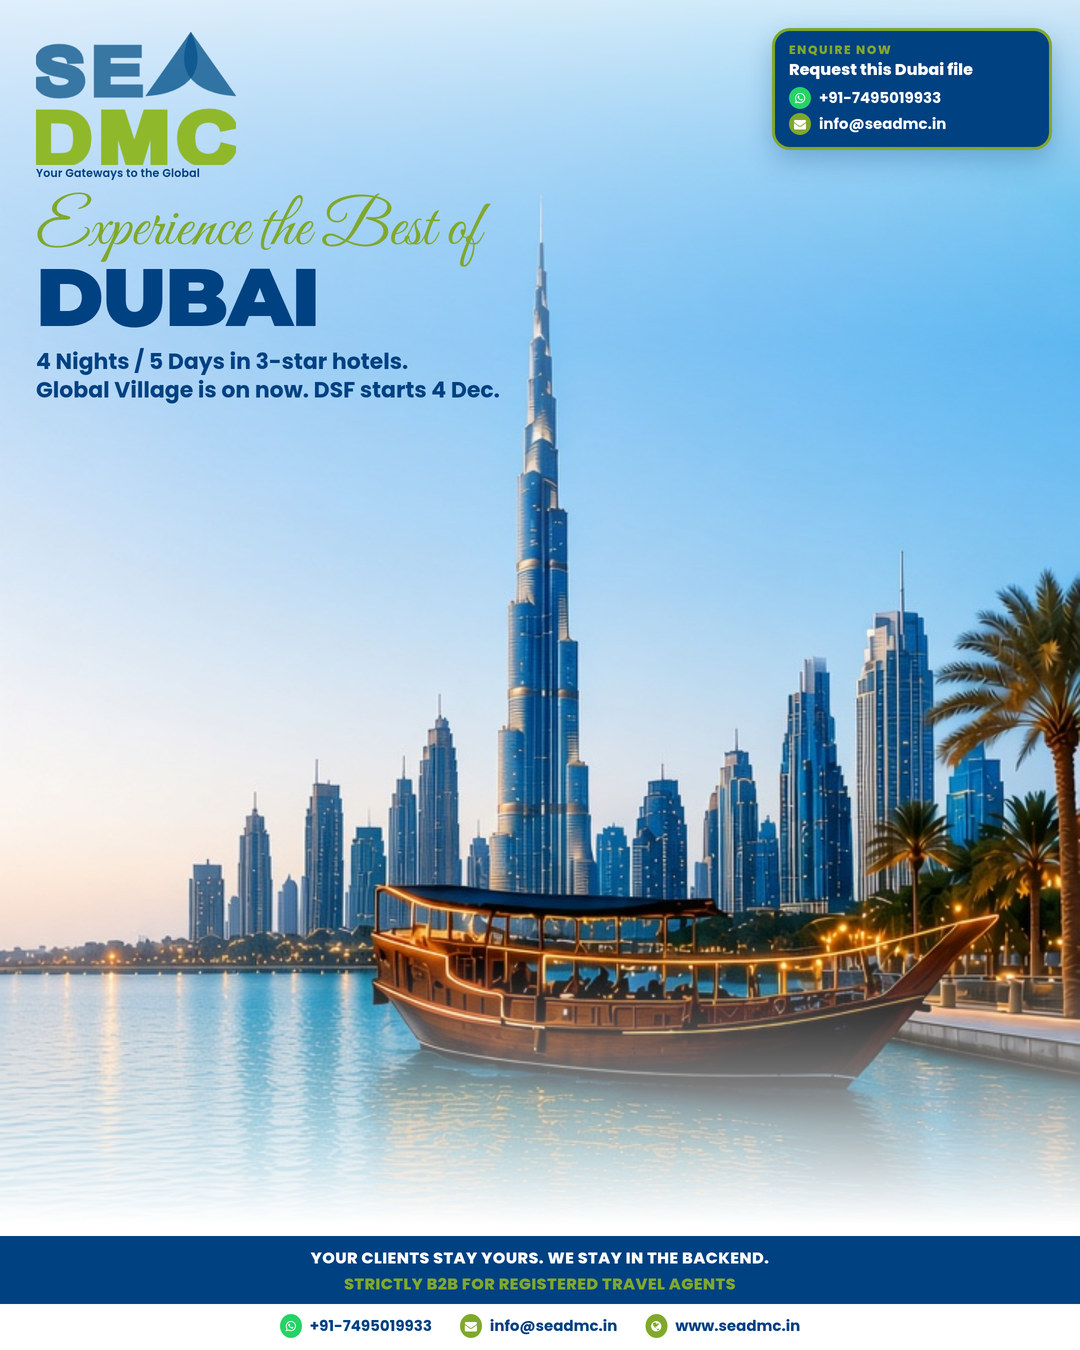 SEA
DMC
Your Gateways to the Global
ENQUIRE NOW
Request this Dubai file
+91-7495019933
info@seadmc.in
Experience the Best of
DUBAI
4 Nights / 5 Days in 3-star hotels.
Global Village is on now. DSF starts 4 Dec.
YOUR CLIENTS STAY YOURS. WE STAY IN THE BACKEND.
STRICTLY B2B FOR REGISTERED TRAVEL AGENTS
+91-7495019933 info@seadmc.in www.seadmc.in